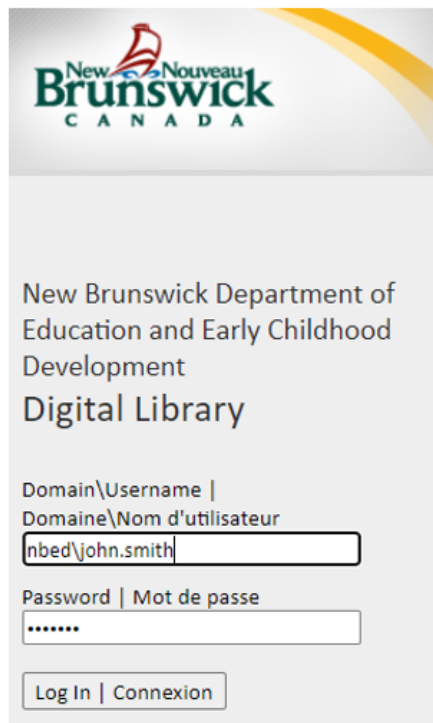 New Nouveau
Brunswick
CANADA
New Brunswick Department of
Education and Early Childhood
Development
Digital Library
Domain\Username |
Domaine\Nom d'utilisateur
nbed\john.smith
Password | Mot de passe
•••••••
Log In | Connexion